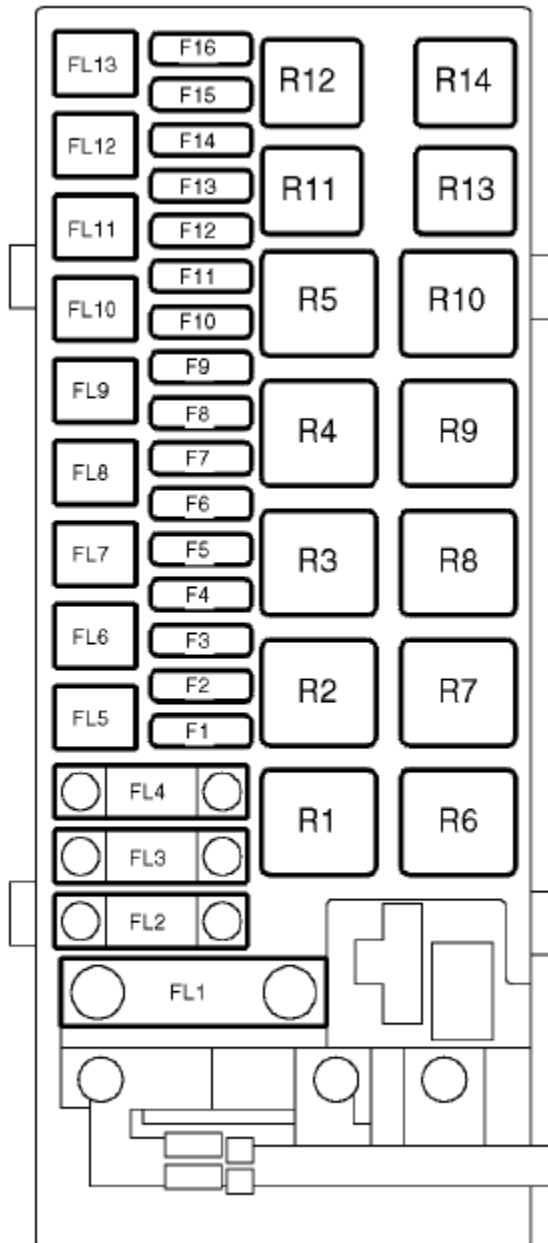 FL13 F16 R12 R14
F15
FL12 F14
F13 R11 R13
FL11 F12
F11 R5 R10
FL10 F10
F9
FL9 F8 R4 R9
F7
FL8 F6
F5 R3 R8
FL7 F4
FL6 F3
F2 R2 R7
FL5 F1
FL4 R1 R6
FL3
FL2
FL1